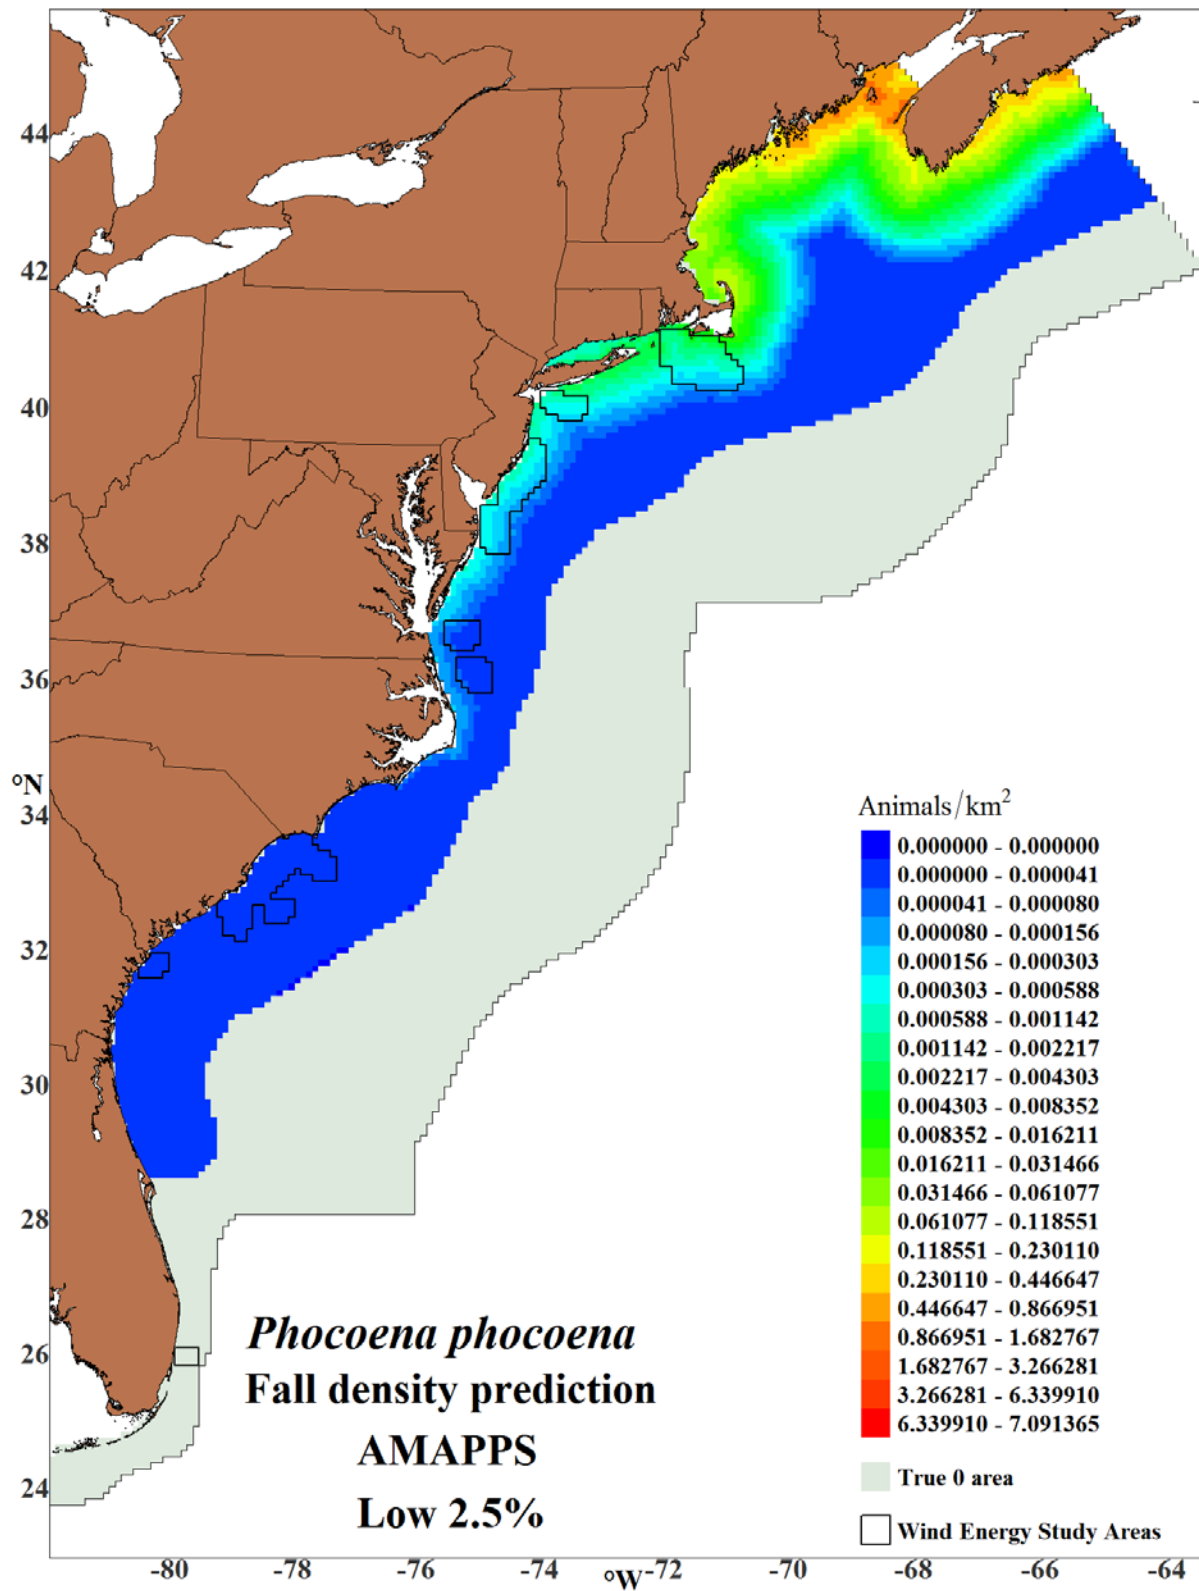 44
42
40
38
36
°N
34
32
30
28
26
24
Animals/km²
0.000000 - 0.000000
0.000000 - 0.000041
0.000041 - 0.000080
0.000080 - 0.000156
0.000156 - 0.000303
0.000303 - 0.000588
0.000588 - 0.001142
0.001142 - 0.002217
0.002217 - 0.004303
0.004303 - 0.008352
0.008352 - 0.016211
0.016211 - 0.031466
0.031466 - 0.061077
0.061077 - 0.118551
0.118551 - 0.230110
0.230110 - 0.446647
0.446647 - 0.866951
0.866951 - 1.682767
1.682767 - 3.266281
3.266281 - 6.339910
6.339910 - 7.091365
True 0 area
Wind Energy Study Areas
Phocoena phocoena
Fall density prediction
AMAPPS
Low 2.5%
-80 -78 -76 -74 °W -72 -70 -68 -66 -64